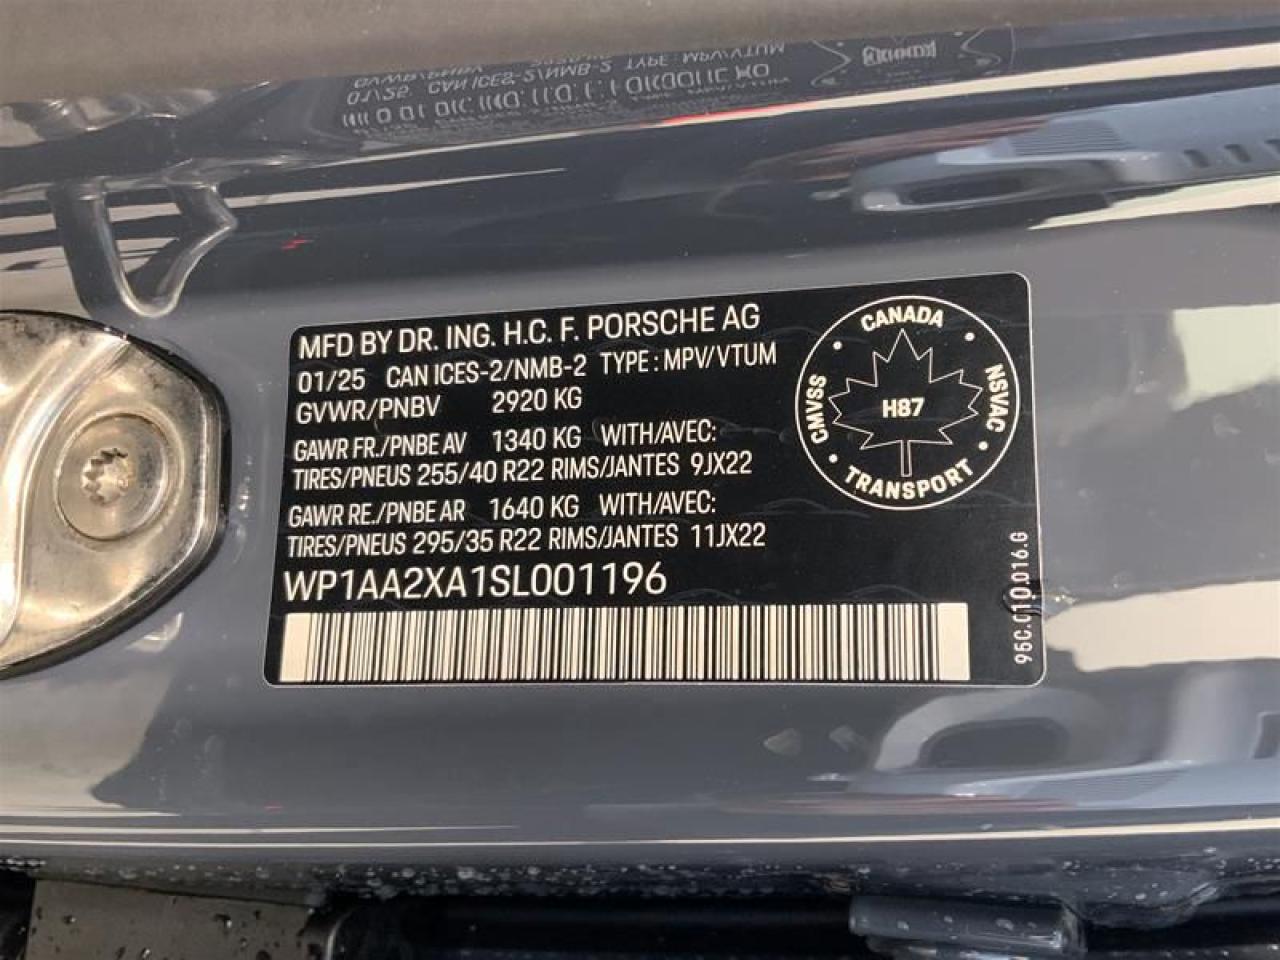 MFD BY DR. ING. H.C. F. PORSCHE AG
01/25 CAN ICES-2/NMB-2 TYPE: MPV/VTUM
GVWR/PNBV 2920 KG
GAWR FR./PNBE AV 1340 KG WITH/AVEC:
TIRES/PNEUS 255/40 R22 RIMS/JANTES 9JX22
GAWR RE./PNBE AR 1640 KG WITH/AVEC:
TIRES/PNEUS 295/35 R22 RIMS/JANTES 11JX22
WP1AA2XA1SL001196
CANADA
CMVSS
NSVAC
H87
TRANSPORT
95C.010.016.G